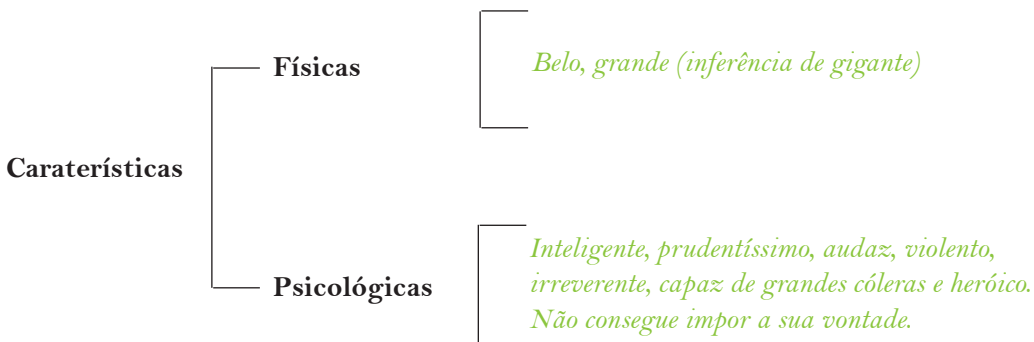 Físicas
Belo, grande (inferência de gigante)
Caraterísticas
Psicológicas
Inteligente, prudentíssimo, audaz, violento,
irreverente, capaz de grandes cóleras e heróico.
Não consegue impor a sua vontade.